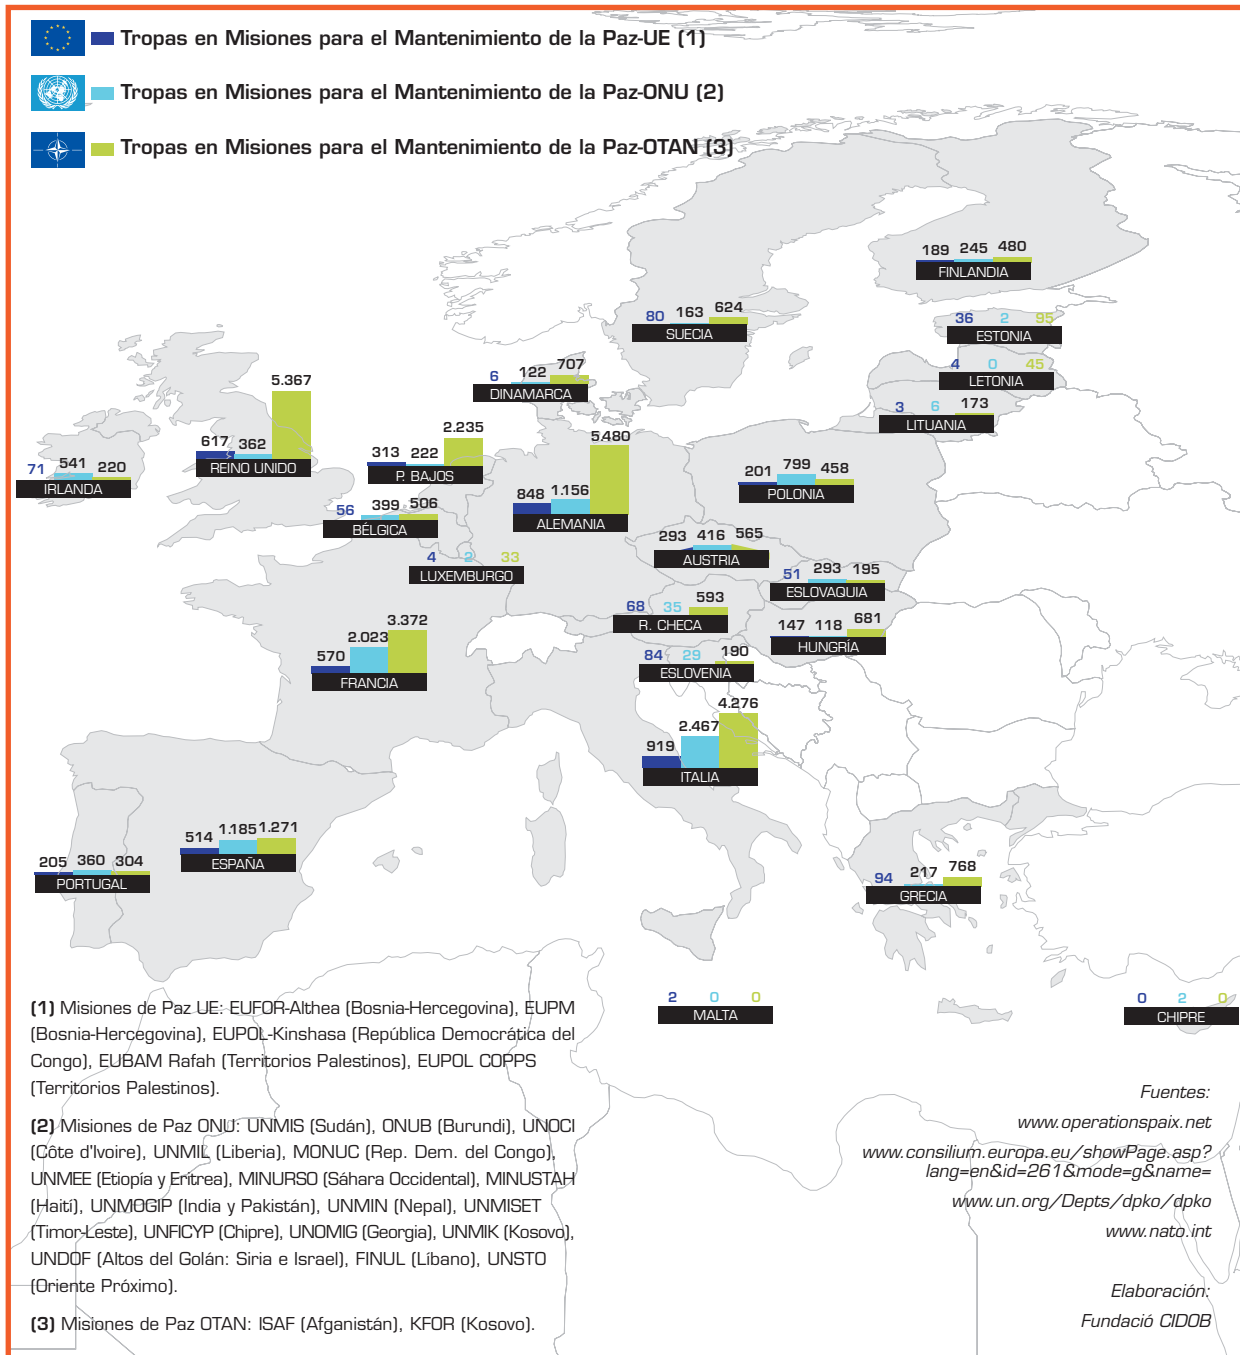 Tropas en Misiones para el Mantenimiento de la Paz-UE (1)
Tropas en Misiones para el Mantenimiento de la Paz-ONU (2)
Tropas en Misiones para el Mantenimiento de la Paz-OTAN (3)
189 245 480
FINLANDIA
80 163 624
SUECIA
36 2 95
ESTONIA
4 0 45
LETONIA
3 6 173
LITUANIA
6 122 707
DINAMARCA
617 362 5.367
REINO UNIDO
71 541 220
IRLANDA
313 222 2.235
P. BAJOS
56 399 506
BÉLGICA
848 1.156 5.480
ALEMANIA
201 799 458
POLONIA
4 2 33
LUXEMBURGO
293 416 565
AUSTRIA
51 293 195
ESLOVAQUIA
68 35 593
R. CHECA
147 118 681
HUNGRÍA
570 2.023 3.372
FRANCIA
84 29 190
ESLOVENIA
919 2.467 4.276
ITALIA
514 1.185 1.271
ESPAÑA
205 360 304
PORTUGAL
94 217 768
GRECIA
2 0 0
MALTA
0 2 0
CHIPRE
(1) Misiones de Paz UE: EUFOR-Althea (Bosnia-Hercegovina), EUPM
(Bosnia-Hercegovina), EUPOL-Kinshasa (República Democrática del
Congo), EUBAM Rafah (Territorios Palestinos), EUPOL COPPS
(Territorios Palestinos).
(2) Misiones de Paz ONU: UNMIS (Sudán), ONUB (Burundi), UNOCI
(Côte d'Ivoire), UNMIL (Liberia), MONUC (Rep. Dem. del Congo),
UNMEE (Etiopía y Eritrea), MINURSO (Sáhara Occidental), MINUSTAH
(Haití), UNMOGIP (India y Pakistán), UNMIN (Nepal), UNMISET
(Timor-Leste), UNFICYP (Chipre), UNOMIG (Georgia), UNMIK (Kosovo),
UNDOF (Altos del Golán: Siria e Israel), FINUL (Líbano), UNSTO
(Oriente Próximo).
(3) Misiones de Paz OTAN: ISAF (Afganistán), KFOR (Kosovo).
Fuentes:
www.operationspaix.net
www.consilium.europa.eu/showPage.asp?
lang=en&id=261&mode=g&name=
www.un.org/Depts/dpko/dpko
www.nato.int
Elaboración:
Fundació CIDOB